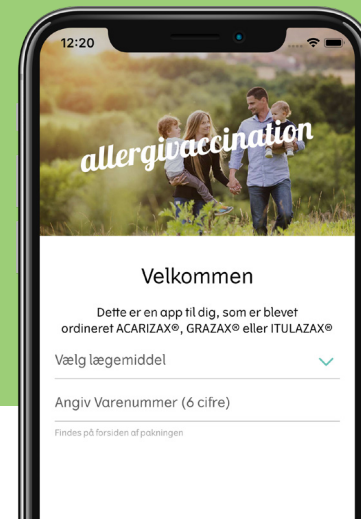 12:20
allergivaccination
Velkommen
Dette er en app til dig, som er blevet
ordineret ACARIZAX®, GRAZAX® eller ITULAZAX®
Vælg lægemiddel
Angiv Varenummer (6 cifre)
Findes på forsiden af pakningen